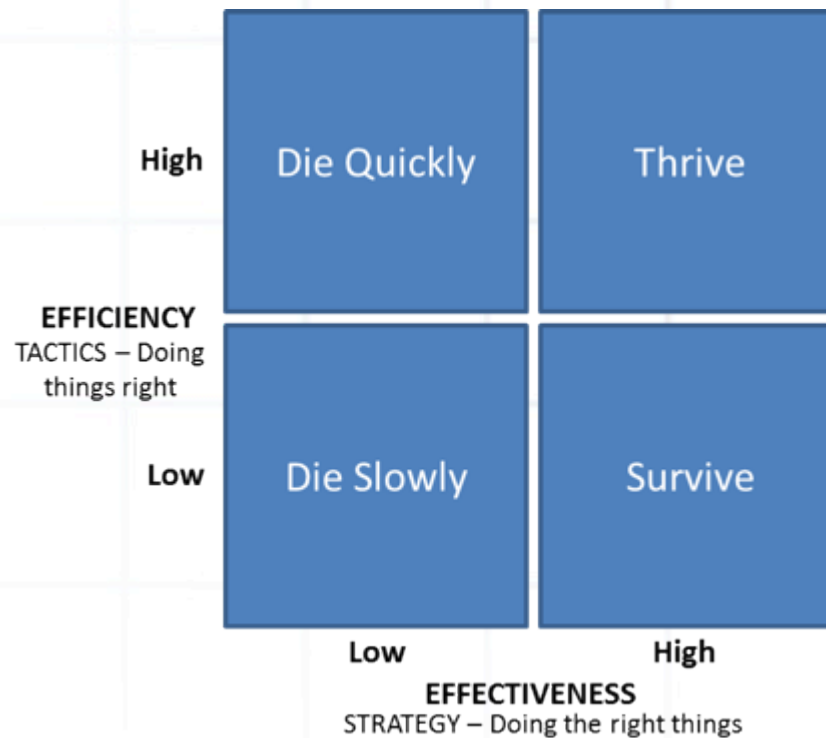 High
Die Quickly
Thrive
EFFICIENCY
TACTICS – Doing
things right
Low
Die Slowly
Survive
Low
High
EFFECTIVENESS
STRATEGY – Doing the right things